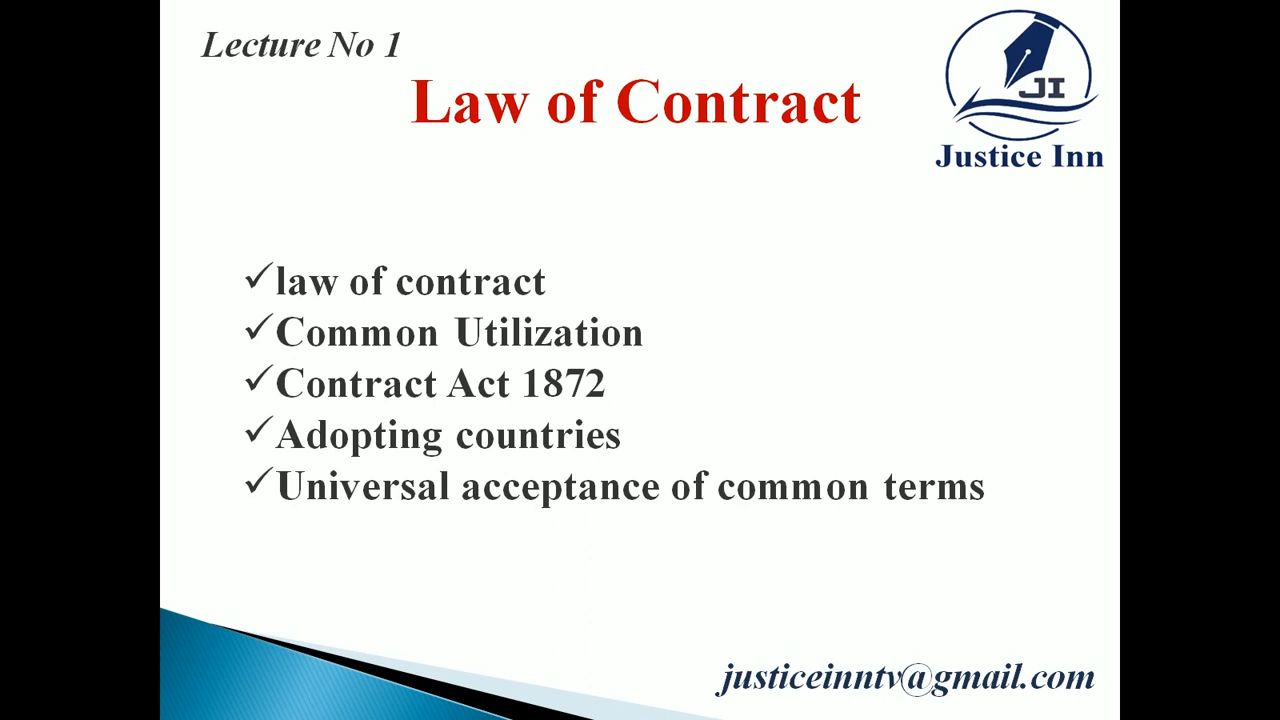 Lecture No 1
Law of Contract
JI
Justice Inn
✓law of contract
✓Common Utilization
✓Contract Act 1872
✓Adopting countries
✓Universal acceptance of common terms
justiceinntv@gmail.com